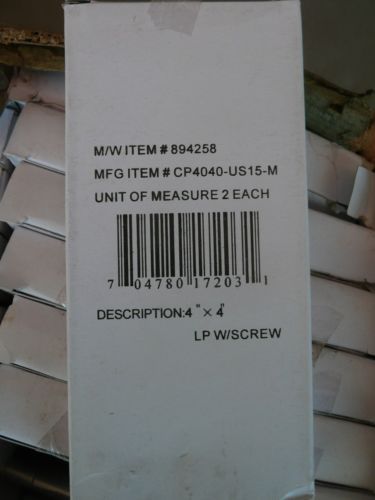 M/W ITEM # 894258
MFG ITEM # CP4040-US15-M
UNIT OF MEASURE 2 EACH
7 04780 17203 1
DESCRIPTION:4 " × 4"
LP W/SCREW